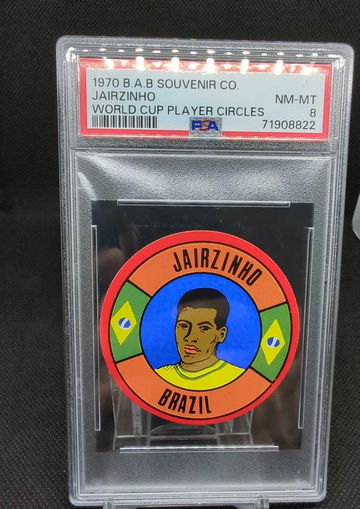 1970 B.A.B SOUVENIR CO.
JAIRZINHO NM-MT
WORLD CUP PLAYER CIRCLES 8
PSA 71908822
JAIRZINHO
BRAZIL